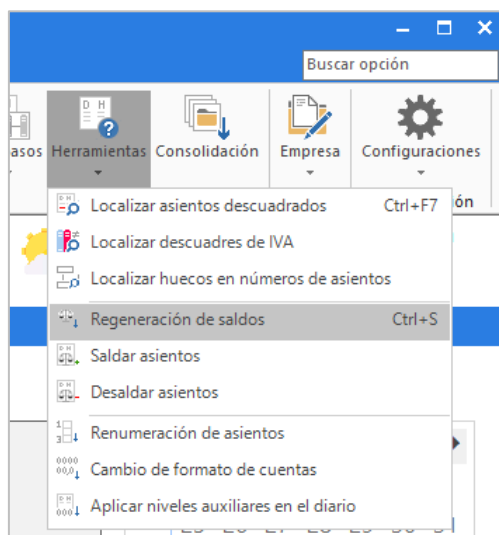 Buscar opción
asos Herramientas Consolidación Empresa Configuraciones
ón
Localizar asientos descuadrados Ctrl+F7
Localizar descuadres de IVA
Localizar huecos en números de asientos
Regeneración de saldos Ctrl+S
Saldar asientos
Desaldar asientos
Renumeración de asientos
Cambio de formato de cuentas
Aplicar niveles auxiliares en el diario